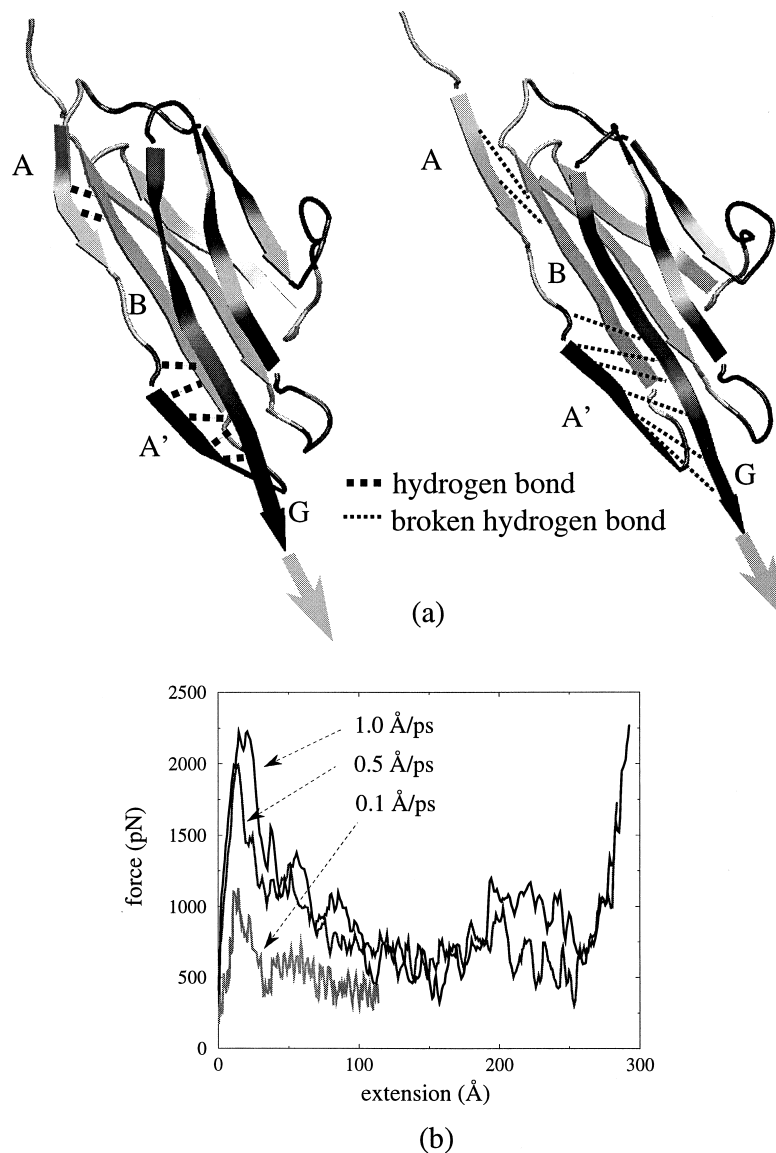 A
A
B
B
A’
A’
G
G
hydrogen bond
broken hydrogen bond
(a)
2500
2000
1500
1000
500
0
force (pN)
1.0 Å/ps
0.5 Å/ps
0.1 Å/ps
0
100
200
300
extension (Å)
(b)